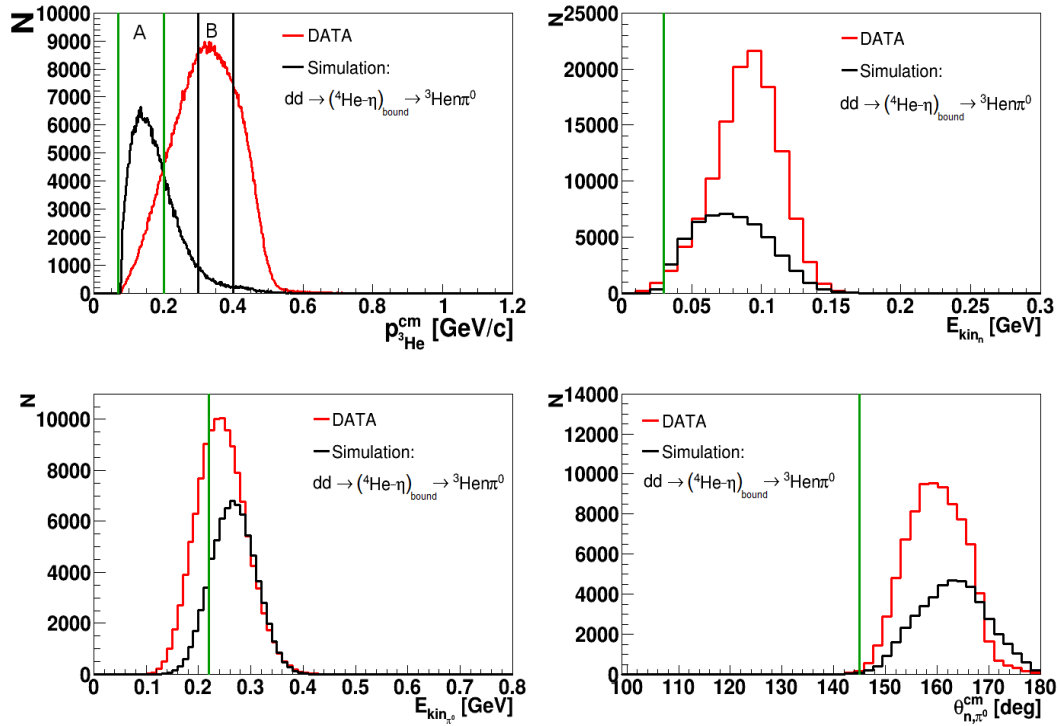 N
10000
9000
8000
7000
6000
5000
4000
3000
2000
1000
0
A
B
DATA
Simulation:
dd → (⁴He-η)bound → ³Henπ⁰
0 0.2 0.4 0.6 0.8 1 1.2
p^cm_³He [GeV/c]
N
25000
20000
15000
10000
5000
0
DATA
Simulation:
dd → (⁴He-η)bound → ³Henπ⁰
0 0.05 0.1 0.15 0.2 0.25 0.3
E_kin_n [GeV]
N
10000
8000
6000
4000
2000
0
DATA
Simulation:
dd → (⁴He-η)bound → ³Henπ⁰
0 0.1 0.2 0.3 0.4 0.5 0.6 0.7 0.8
E_kin_π⁰ [GeV]
N
14000
12000
10000
8000
6000
4000
2000
0
DATA
Simulation:
dd → (⁴He-η)bound → ³Henπ⁰
100 110 120 130 140 150 160 170 180
θ^cm_n,π⁰ [deg]